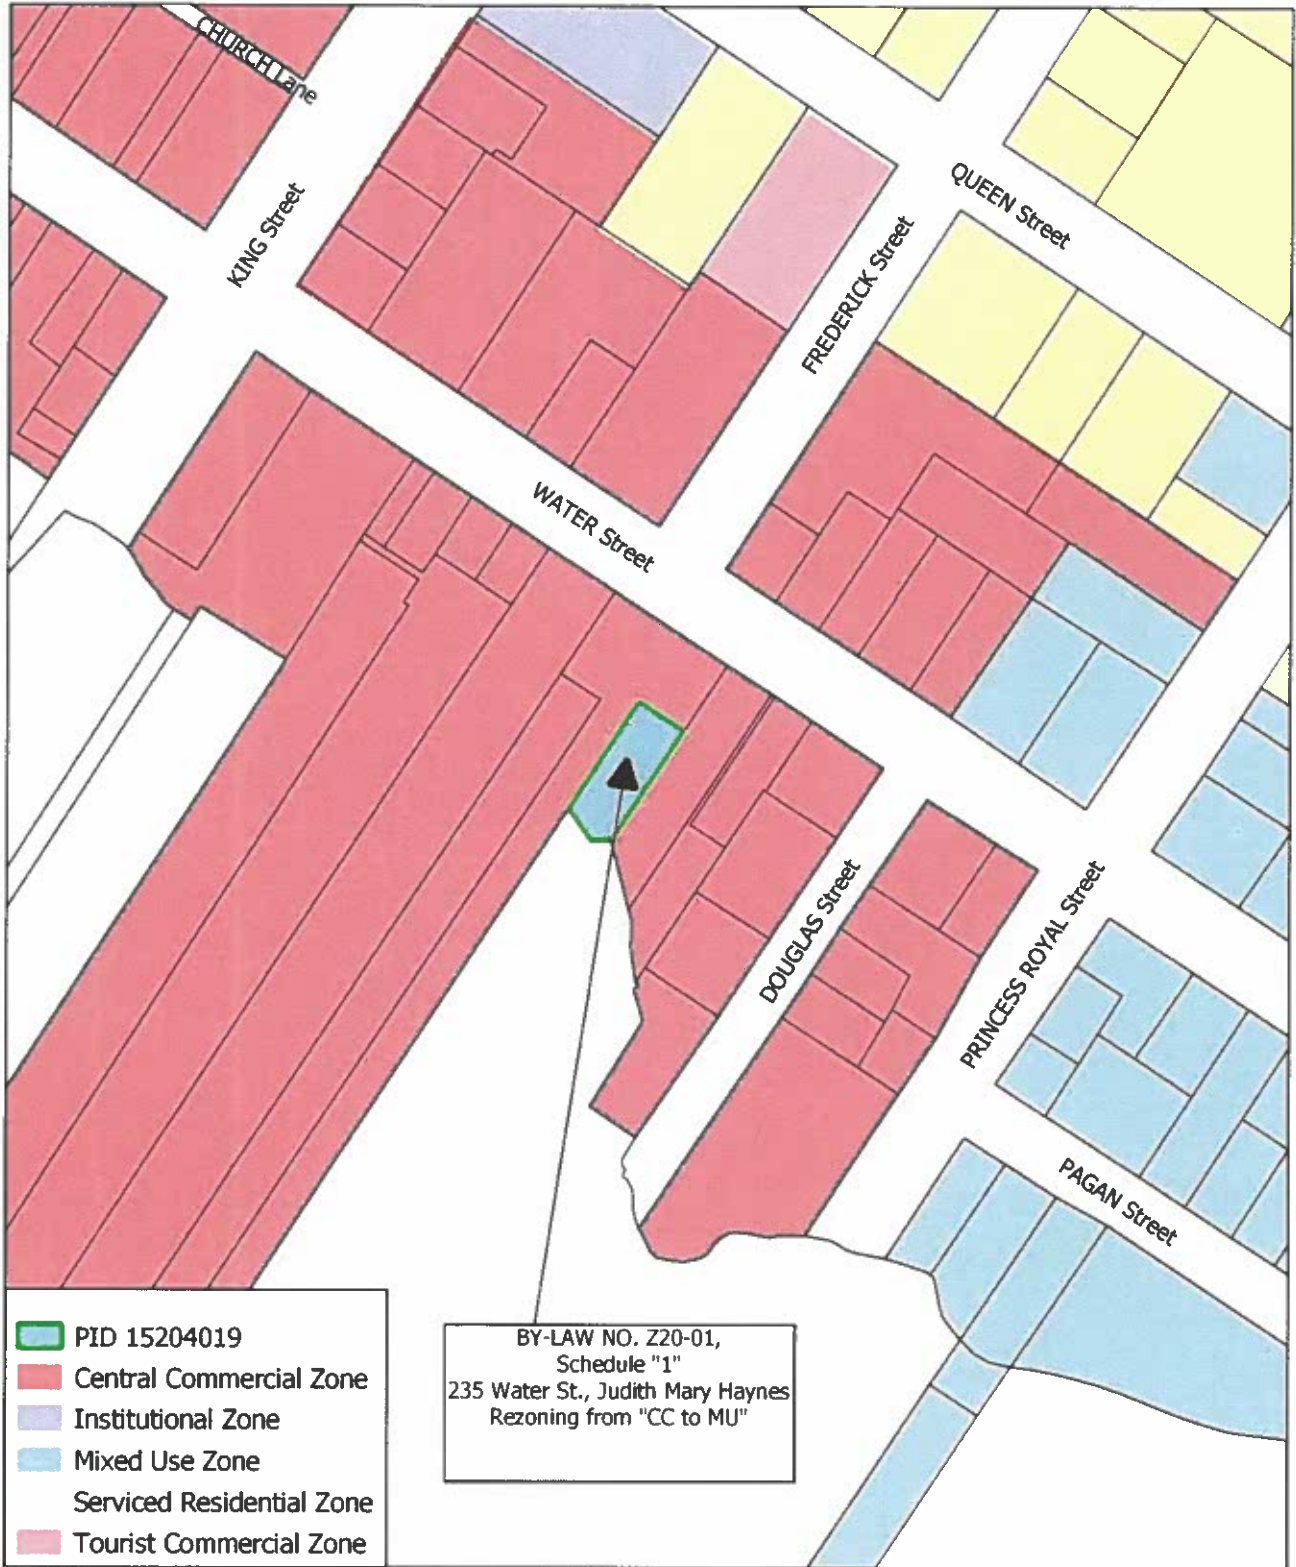 CHURCH Lane
KING Street
QUEEN Street
FREDERICK Street
WATER Street
DOUGLAS Street
PRINCESS ROYAL Street
PAGAN Street
PID 15204019
Central Commercial Zone
Institutional Zone
Mixed Use Zone
Serviced Residential Zone
Tourist Commercial Zone
BY-LAW NO. Z20-01,
Schedule "1"
235 Water St., Judith Mary Haynes
Rezoning from "CC to MU"